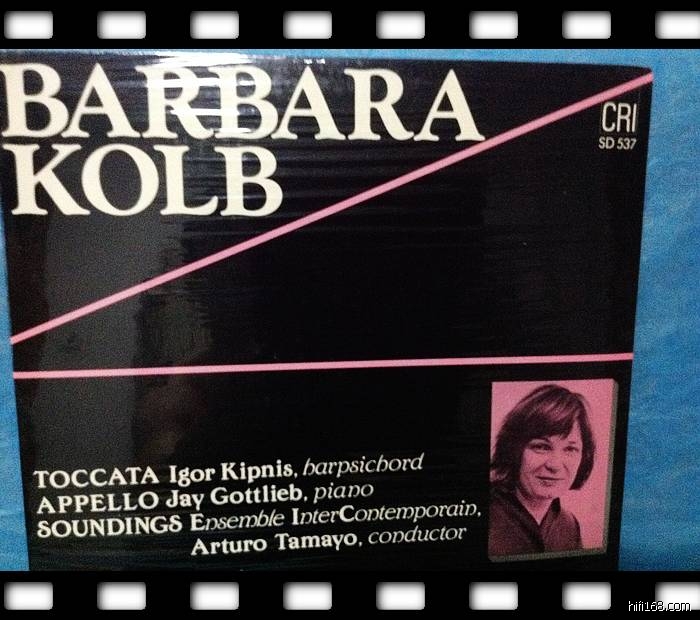 BARBARA
KOLB
CRI
SD 537
TOCCATA Igor Kipnis, harpsichord
APPELLO Jay Gottlieb, piano
SOUNDINGS Ensemble InterContemporain,
Arturo Tamayo, conductor
hifi168.com